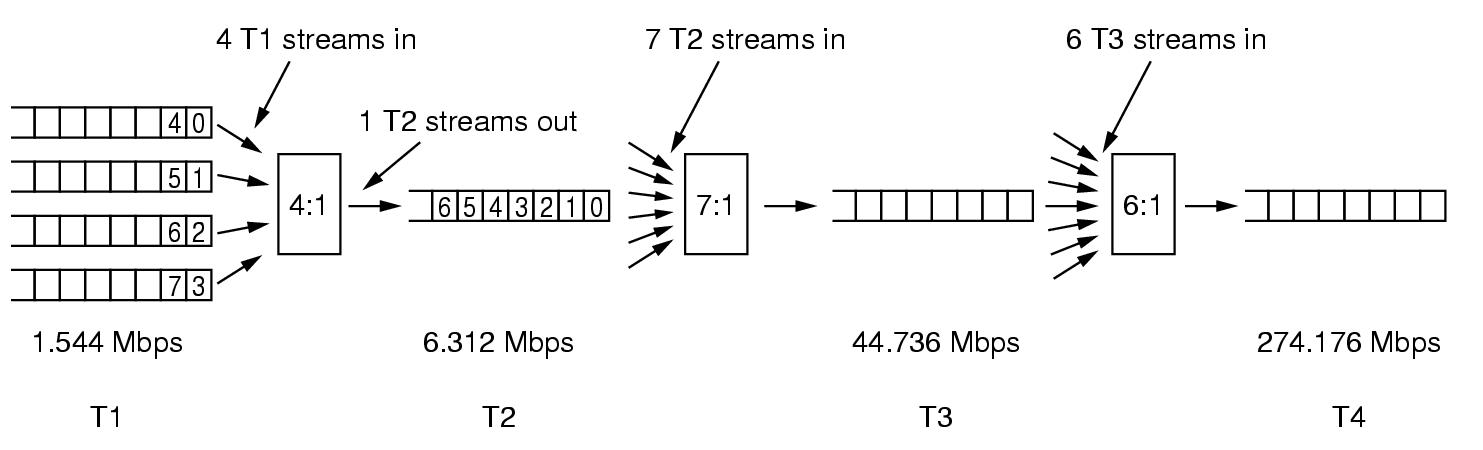 4 T1 streams in
7 T2 streams in
6 T3 streams in
1 T2 streams out
4 0
5 1
6 2
7 3
4:1
6 5 4 3 2 1 0
7:1
6:1
1.544 Mbps
6.312 Mbps
44.736 Mbps
274.176 Mbps
T1
T2
T3
T4